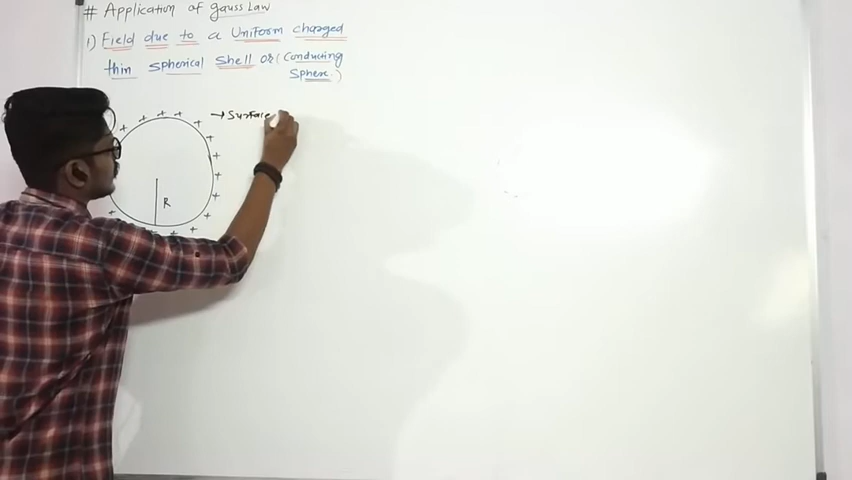 # Application of Gauss Law
1) Field due to a Uniform charged
thin spherical shell or (Conducting
Sphere.)
+ + + + + + + + + + + + + +
→ Surface
R